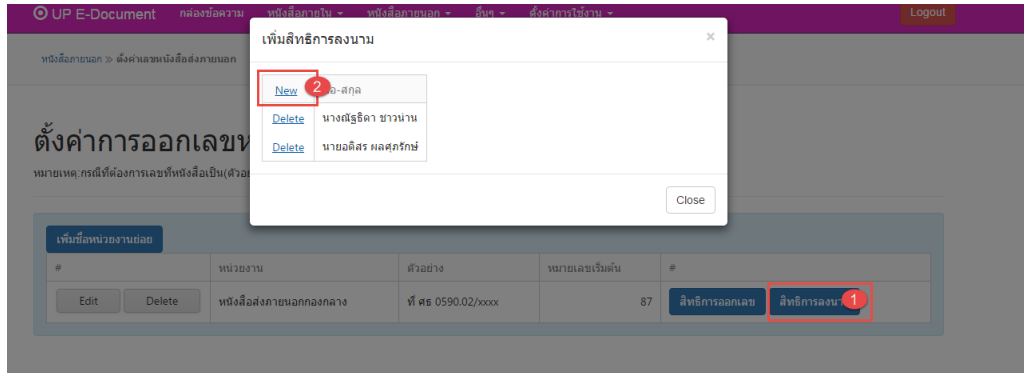 UP E-Document กล่องข้อความ หนังสือภายใน หนังสือภายนอก อื่นๆ ตั้งค่าการใช้งาน Logout
เพิ่มสิทธิการลงนาม ×
หนังสือภายนอก » ตั้งค่าเลขหนังสือส่งภายนอก
New 2 อ-สกุล
Delete นางณัฐธิดา ชาวน่าน
Delete นายอดิสร ผลศุภรักษ์
ตั้งค่าการออกเลขห
หมายเหตุ:กรณีที่ต้องการเลขที่หนังสือเป็น(ตัวอย
Close
เพิ่มชื่อหน่วยงานย่อย
# หน่วยงาน ตัวอย่าง หมายเลขเริ่มต้น #
Edit Delete หนังสือส่งภายนอกกองกลาง ที่ ศธ 0590.02/xxxx 87 สิทธิการออกเลข สิทธิการลงนา 1